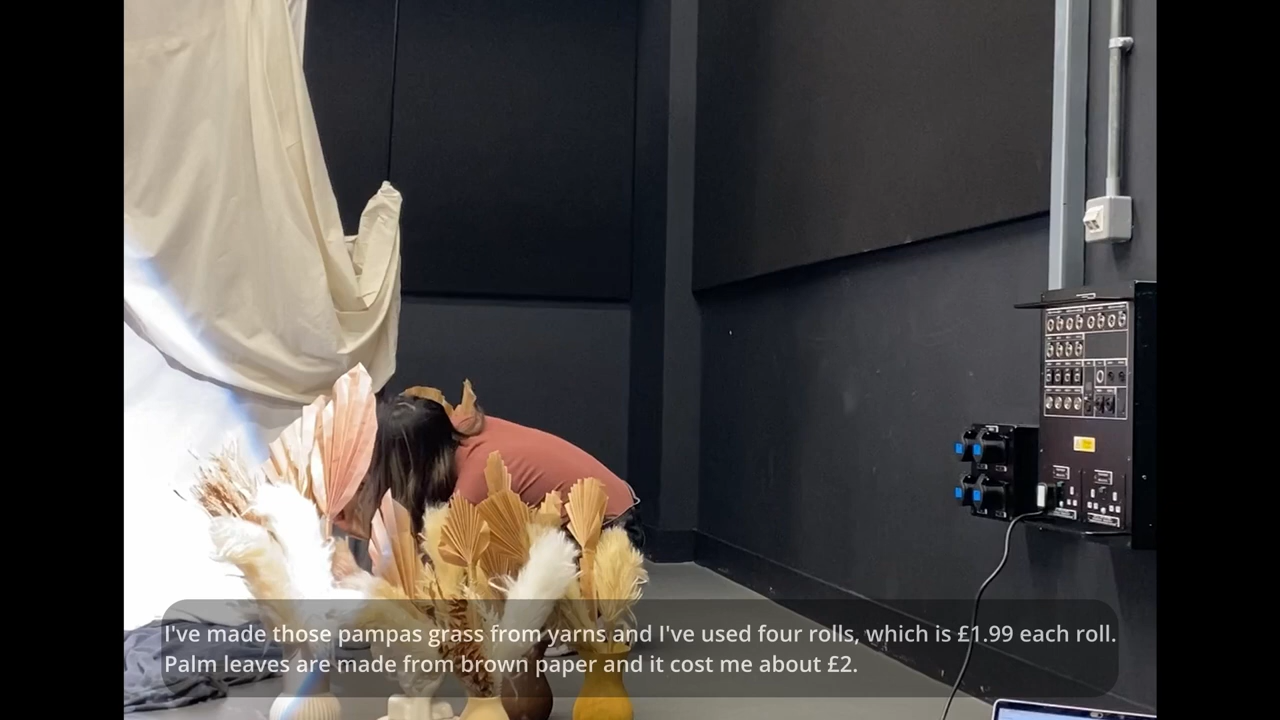 I've made those pampas grass from yarns and I've used four rolls, which is £1.99 each roll.
Palm leaves are made from brown paper and it cost me about £2.